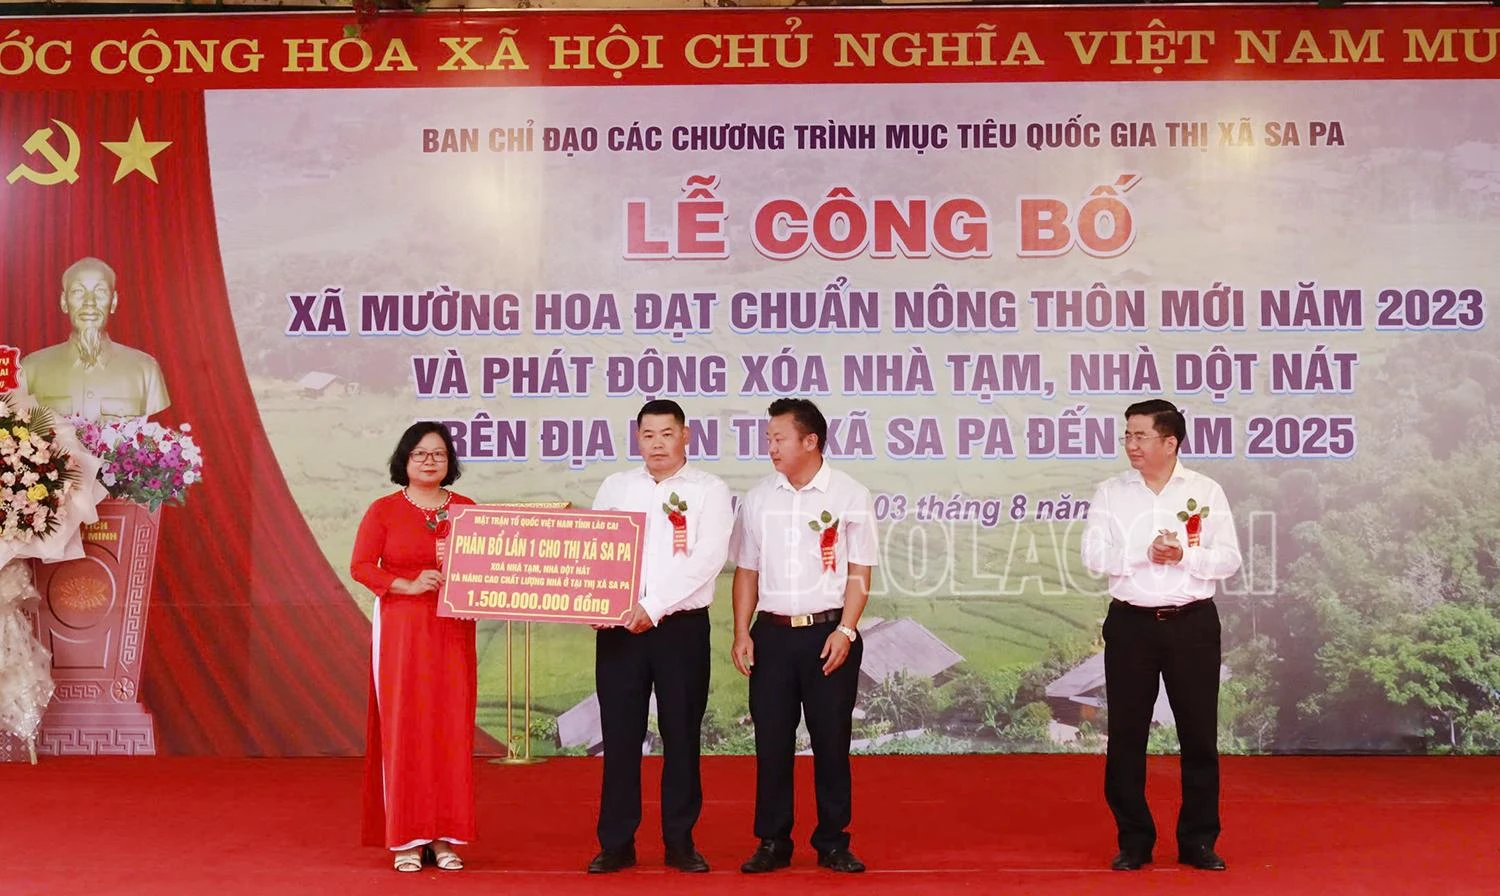 ỚC CỘNG HÒA XÃ HỘI CHỦ NGHĨA VIỆT NAM MU
BAN CHỈ ĐẠO CÁC CHƯƠNG TRÌNH MỤC TIÊU QUỐC GIA THỊ XÃ SA PA
LỄ CÔNG BỐ
XÃ MƯỜNG HOA ĐẠT CHUẨN NÔNG THÔN MỚI NĂM 2023
VÀ PHÁT ĐỘNG XÓA NHÀ TẠM, NHÀ DỘT NÁT
RÊN ĐỊA XÃ SA PA ĐẾN ĂM 2025
03 tháng 8 năm
MẶT TRẬN TỔ QUỐC VIỆT NAM TỈNH LÀO CAI
PHÂN BỔ LẦN 1 CHO THỊ XÃ SA PA
XOÁ NHÀ TẠM, NHÀ DỘT NÁT
VÀ NÂNG CAO CHẤT LƯỢNG NHÀ Ở TẠI THỊ XÃ SA PA
1.500.000.000 đồng
TỊCH
MINH
BAOLAOCAI